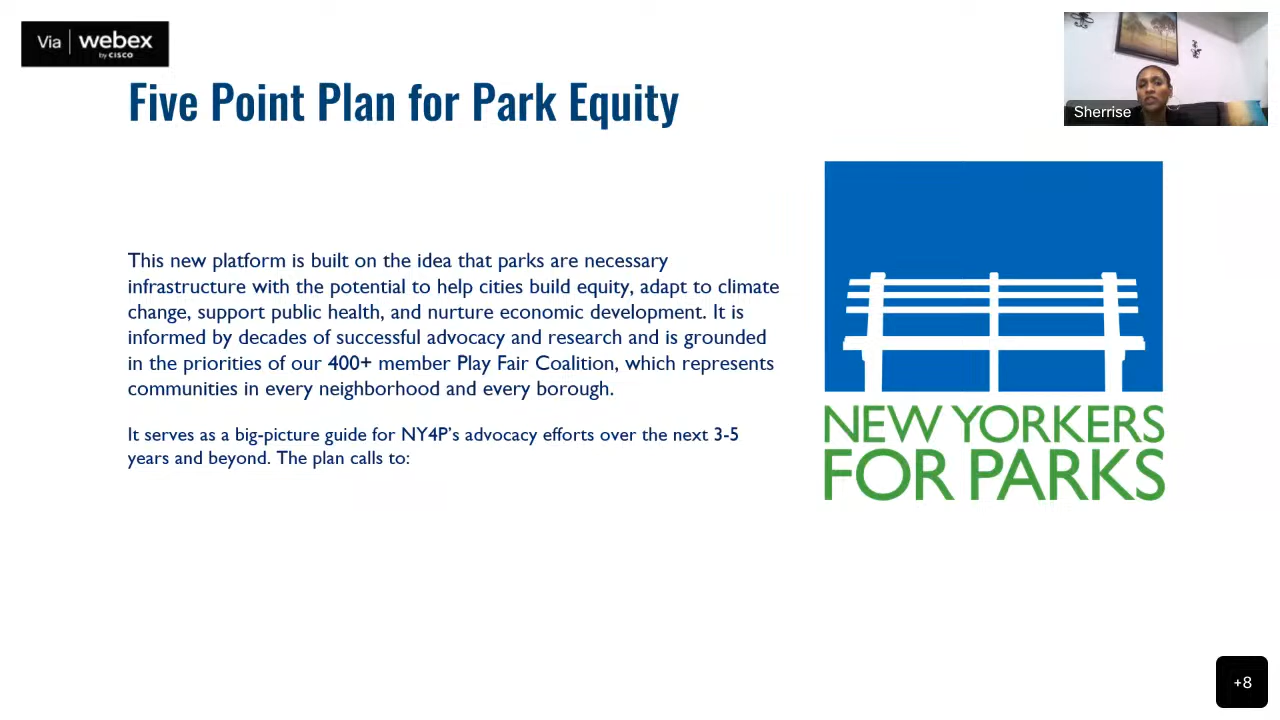 Via | webex
by CISCO
Five Point Plan for Park Equity
Sherrise
This new platform is built on the idea that parks are necessary
infrastructure with the potential to help cities build equity, adapt to climate
change, support public health, and nurture economic development. It is
informed by decades of successful advocacy and research and is grounded
in the priorities of our 400+ member Play Fair Coalition, which represents
communities in every neighborhood and every borough.
It serves as a big-picture guide for NY4P's advocacy efforts over the next 3-5
years and beyond. The plan calls to:
NEW YORKERS
FOR PARKS
+8